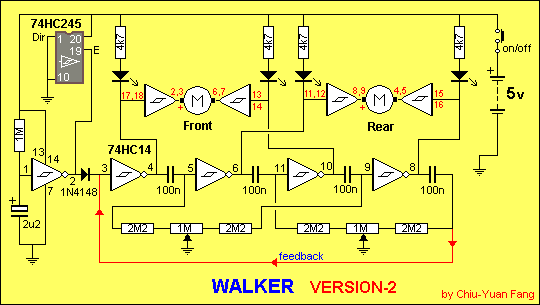 74HC245
Dir
1 20
19 E
10
4k7
4k7
4k7
4k7
on/off
+
5v
17,18
2,3
M
+
6,7
13
14
Front
11,12
8,9
M
+
4,5
15
16
Rear
1M
13
14
1
2
7
+
2u2
1N4148
74HC14
3
4
100n
5
6
100n
11
10
100n
9
8
100n
2M2
1M
2M2
2M2
1M
2M2
feedback
WALKER VERSION-2
by Chiu-Yuan Fang